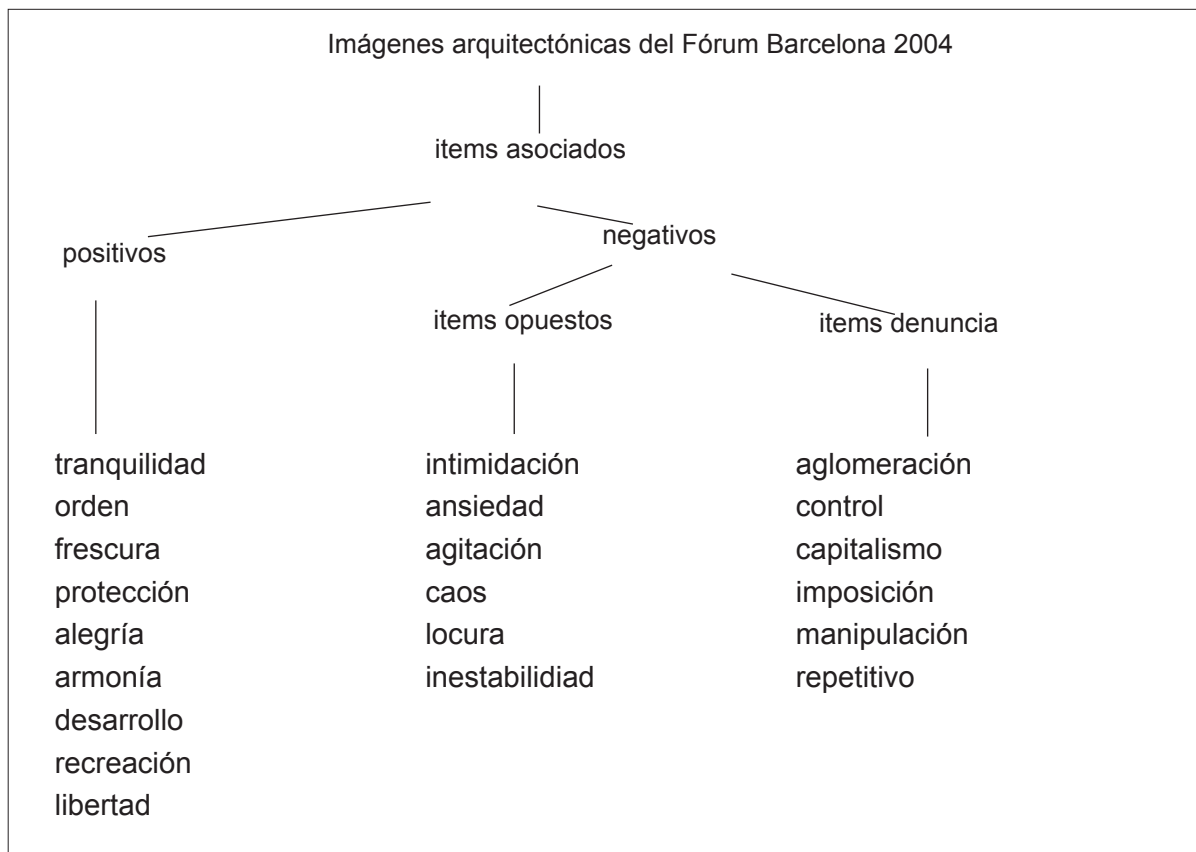 Imágenes arquitectónicas del Fórum Barcelona 2004
items asociados
positivos
negativos
items opuestos
items denuncia
tranquilidad
orden
frescura
protección
alegría
armonía
desarrollo
recreación
libertad
intimidación
ansiedad
agitación
caos
locura
inestabilidiad
aglomeración
control
capitalismo
imposición
manipulación
repetitivo